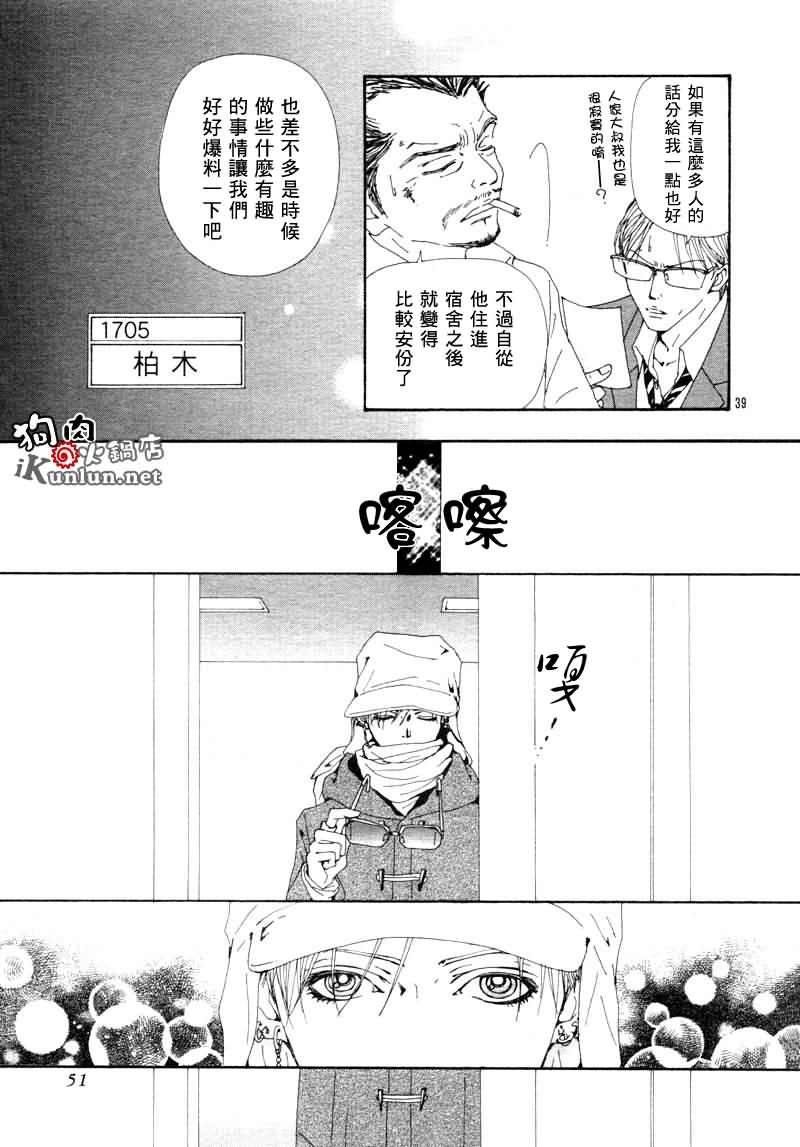 如果有這麼多人的
話分給我一點也好
人家大叔我也是
很寂寞的唷——?
不過自從
他住進
宿舍之後
就變得
比較安份了
39
也差不多是時候
做些什麼有趣
的事情讓我們
好好爆料一下吧
1705
柏木
狗肉
火鍋店
iKunlun.net
喀嚓
51